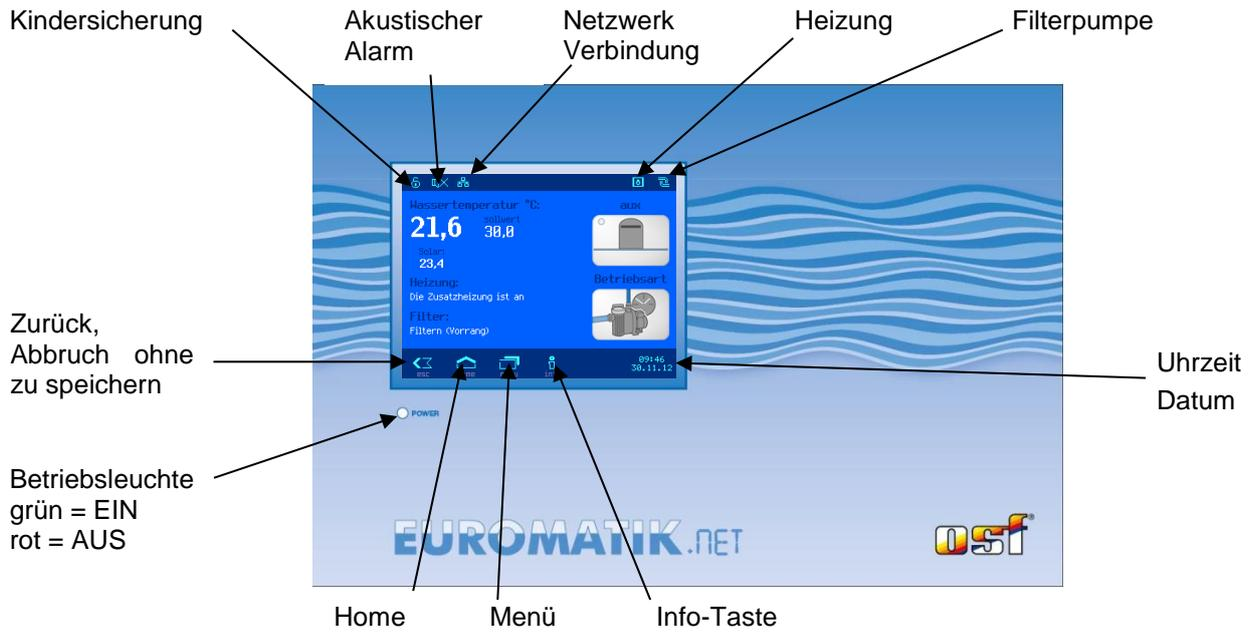 Kindersicherung
Akustischer
Alarm
Netzwerk
Verbindung
Heizung
Filterpumpe
Wassertemperatur °C:
aux
sollwert
21,6
30,0
Solar:
23,4
Heizung:
Betriebsart
Die Zusatzheizung ist an
Filter:
Filtern (Vorrang)
09:46
30.11.12
esc
Zurück,
Abbruch ohne
zu speichern
Uhrzeit
Datum
POWER
Betriebsleuchte
grün = EIN
rot = AUS
EUROMATIK.NET
osf®
Home
Menü
Info-Taste